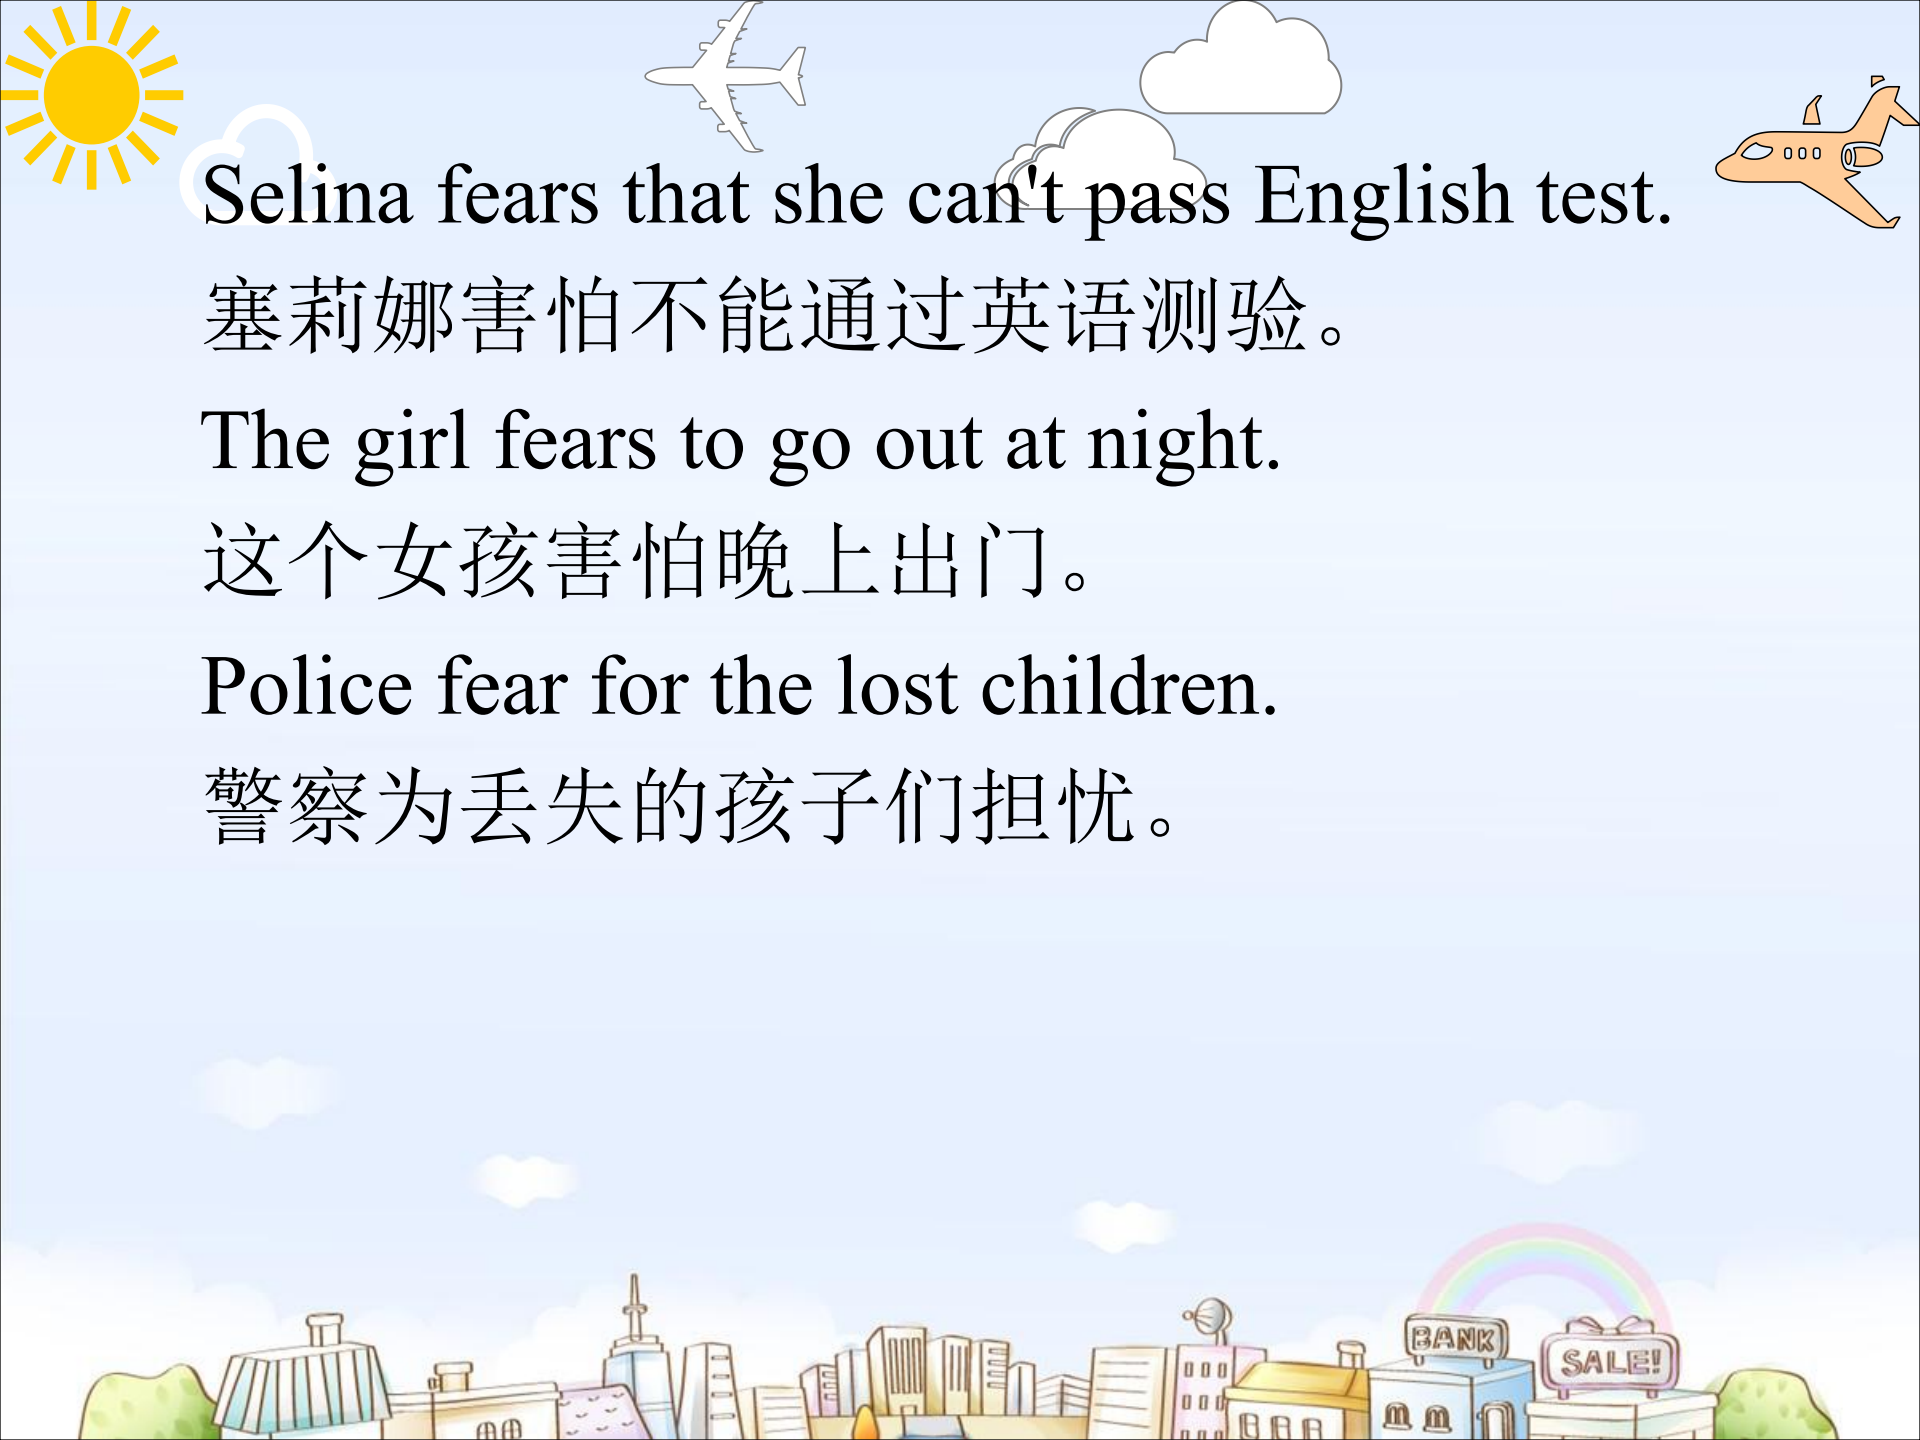 Selina fears that she can't pass English test.
塞莉娜害怕不能通过英语测验。
The girl fears to go out at night.
这个女孩害怕晚上出门。
Police fear for the lost children.
警察为丢失的孩子们担忧。
BANK
SALE!